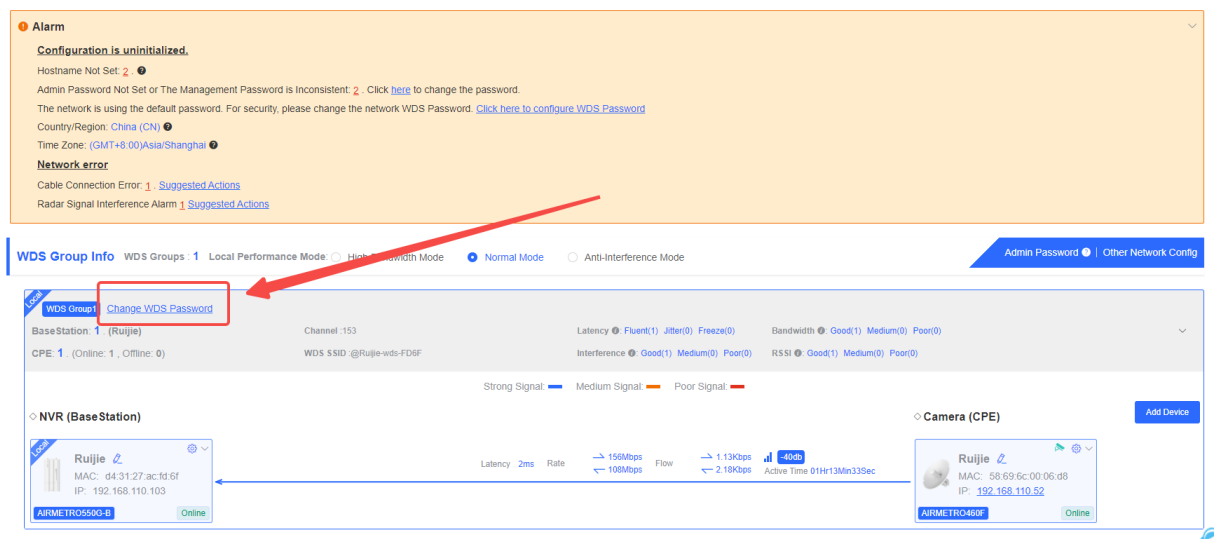 Alarm
Configuration is uninitialized.
Hostname Not Set: 2 .
Admin Password Not Set or The Management Password is Inconsistent: 2 . Click here to change the password.
The network is using the default password. For security, please change the network WDS Password. Click here to configure WDS Password
Country/Region: China (CN)
Time Zone: (GMT+8:00)Asia/Shanghai
Network error
Cable Connection Error: 1 . Suggested Actions
Radar Signal Interference Alarm 1 Suggested Actions
WDS Group Info WDS Groups : 1 Local Performance Mode: High Bandwidth Mode Normal Mode Anti-Interference Mode Admin Password | Other Network Config
Local
WDS Group1 Change WDS Password
BaseStation: 1 . (Ruijie) Channel :153 Latency : Fluent(1) Jitter(0) Freeze(0) Bandwidth : Good(1) Medium(0) Poor(0)
CPE: 1 . (Online: 1 , Offline: 0) WDS SSID :@Ruijie-wds-FD6F Interference : Good(1) Medium(0) Poor(0) RSSI : Good(1) Medium(0) Poor(0)
Strong Signal: Medium Signal: Poor Signal:
NVR (BaseStation) Camera (CPE) Add Device
Local
Ruijie
MAC: d4:31:27:ac:fd:6f
IP: 192.168.110.103
AIRMETRO550G-B Online
Latency 2ms Rate 156Mbps 108Mbps Flow 1.13Kbps 2.18Kbps -40db
Active Time 01Hr13Min33Sec
Ruijie
MAC: 58:69:6c:00:06:d8
IP: 192.168.110.52
AIRMETRO460F Online